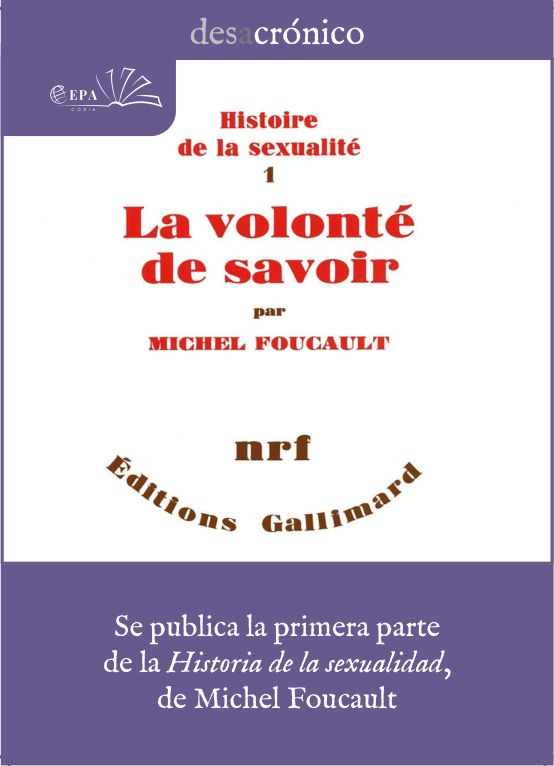 desacrónico
EPA
CORIA
Histoire
de la sexualité
1
La volonté
de savoir
par
MICHEL FOUCAULT
nrf
Éditions Gallimard
Se publica la primera parte
de la Historia de la sexualidad,
de Michel Foucault